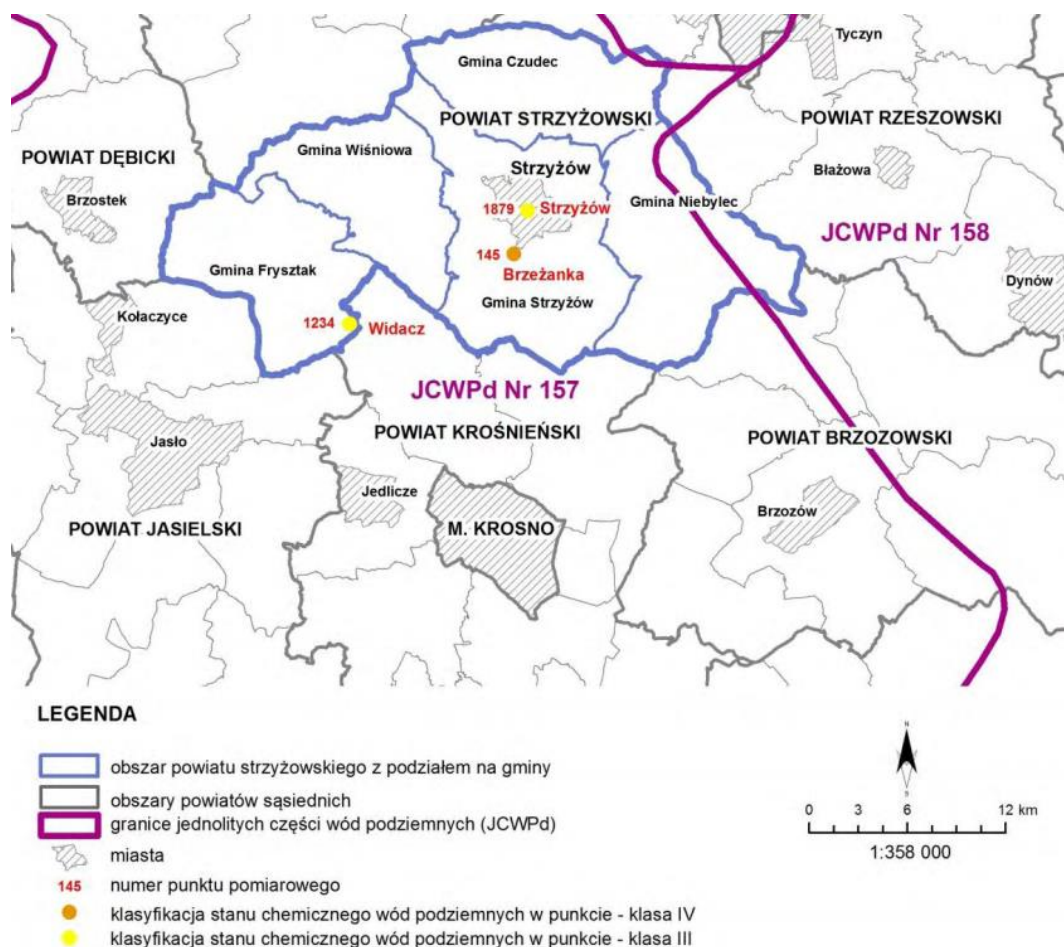 Tyczyn
Gmina Czudec
POWIAT STRZYŻOWSKI
POWIAT RZESZOWSKI
POWIAT DĘBICKI
Gmina Wiśniowa
Strzyżów
Błażowa
Brzostek
1879 Strzyżów
Gmina Niebylec
JCWPd Nr 158
145
Brzeżanka
Gmina Frysztak
Dynów
Gmina Strzyżów
Kołaczyce
1234 Widacz
JCWPd Nr 157
POWIAT KROŚNIEŃSKI
POWIAT BRZOZOWSKI
Jasło
Jedlicze
Brzozów
POWIAT JASIELSKI
M. KROSNO
LEGENDA
obszar powiatu strzyżowskiego z podziałem na gminy
obszary powiatów sąsiednich
granice jednolitych części wód podziemnych (JCWPd)
miasta
145 numer punktu pomiarowego
klasyfikacja stanu chemicznego wód podziemnych w punkcie - klasa IV
klasyfikacja stanu chemicznego wód podziemnych w punkcie - klasa III
N
0 3 6 12 km
1:358 000